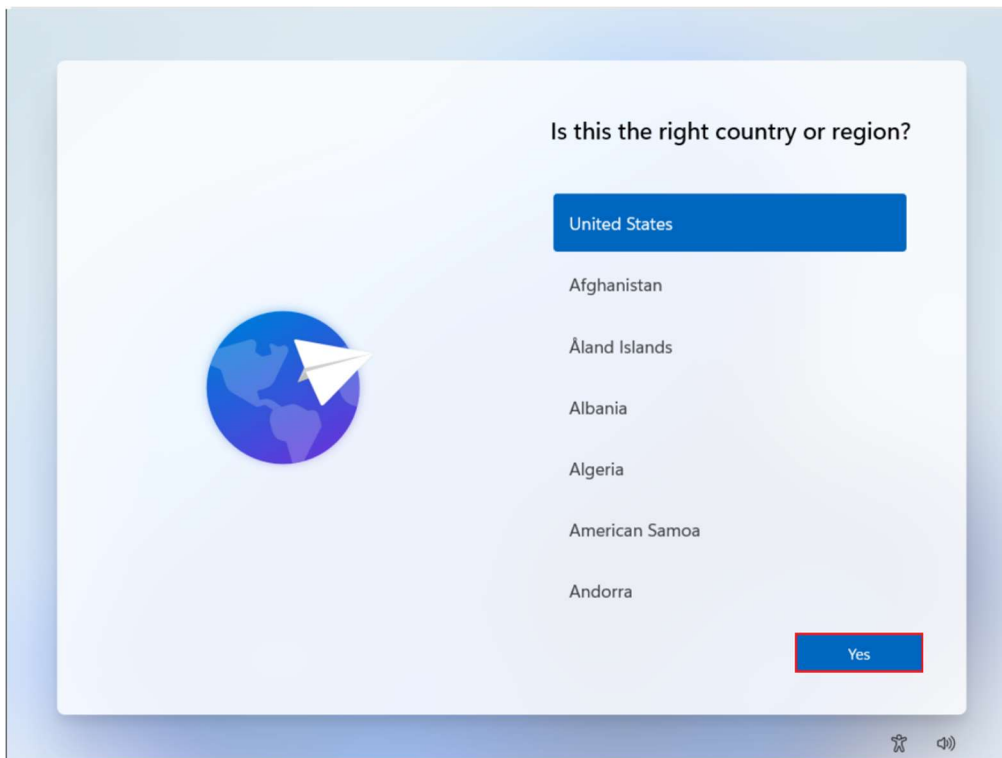 Is this the right country or region?
United States
Afghanistan
Åland Islands
Albania
Algeria
American Samoa
Andorra
Yes